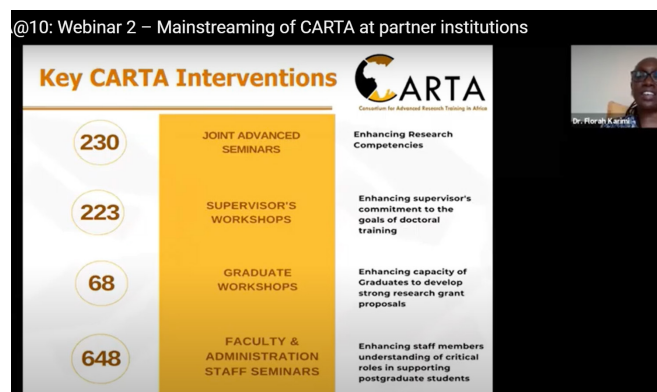 @10: Webinar 2 – Mainstreaming of CARTA at partner institutions
Key CARTA Interventions
CARTA
Consortium for Advanced Research Training in Africa
Dr. Florah Karimi
230
JOINT ADVANCED
SEMINARS
Enhancing Research
Competencies
223
SUPERVISOR'S
WORKSHOPS
Enhancing supervisor's
commitment to the
goals of doctoral
training
68
GRADUATE
WORKSHOPS
Enhancing capacity of
Graduates to develop
strong research grant
proposals
648
FACULTY &
ADMINISTRATION
STAFF SEMINARS
Enhancing staff members
understanding of critical
roles in supporting
postgraduate students